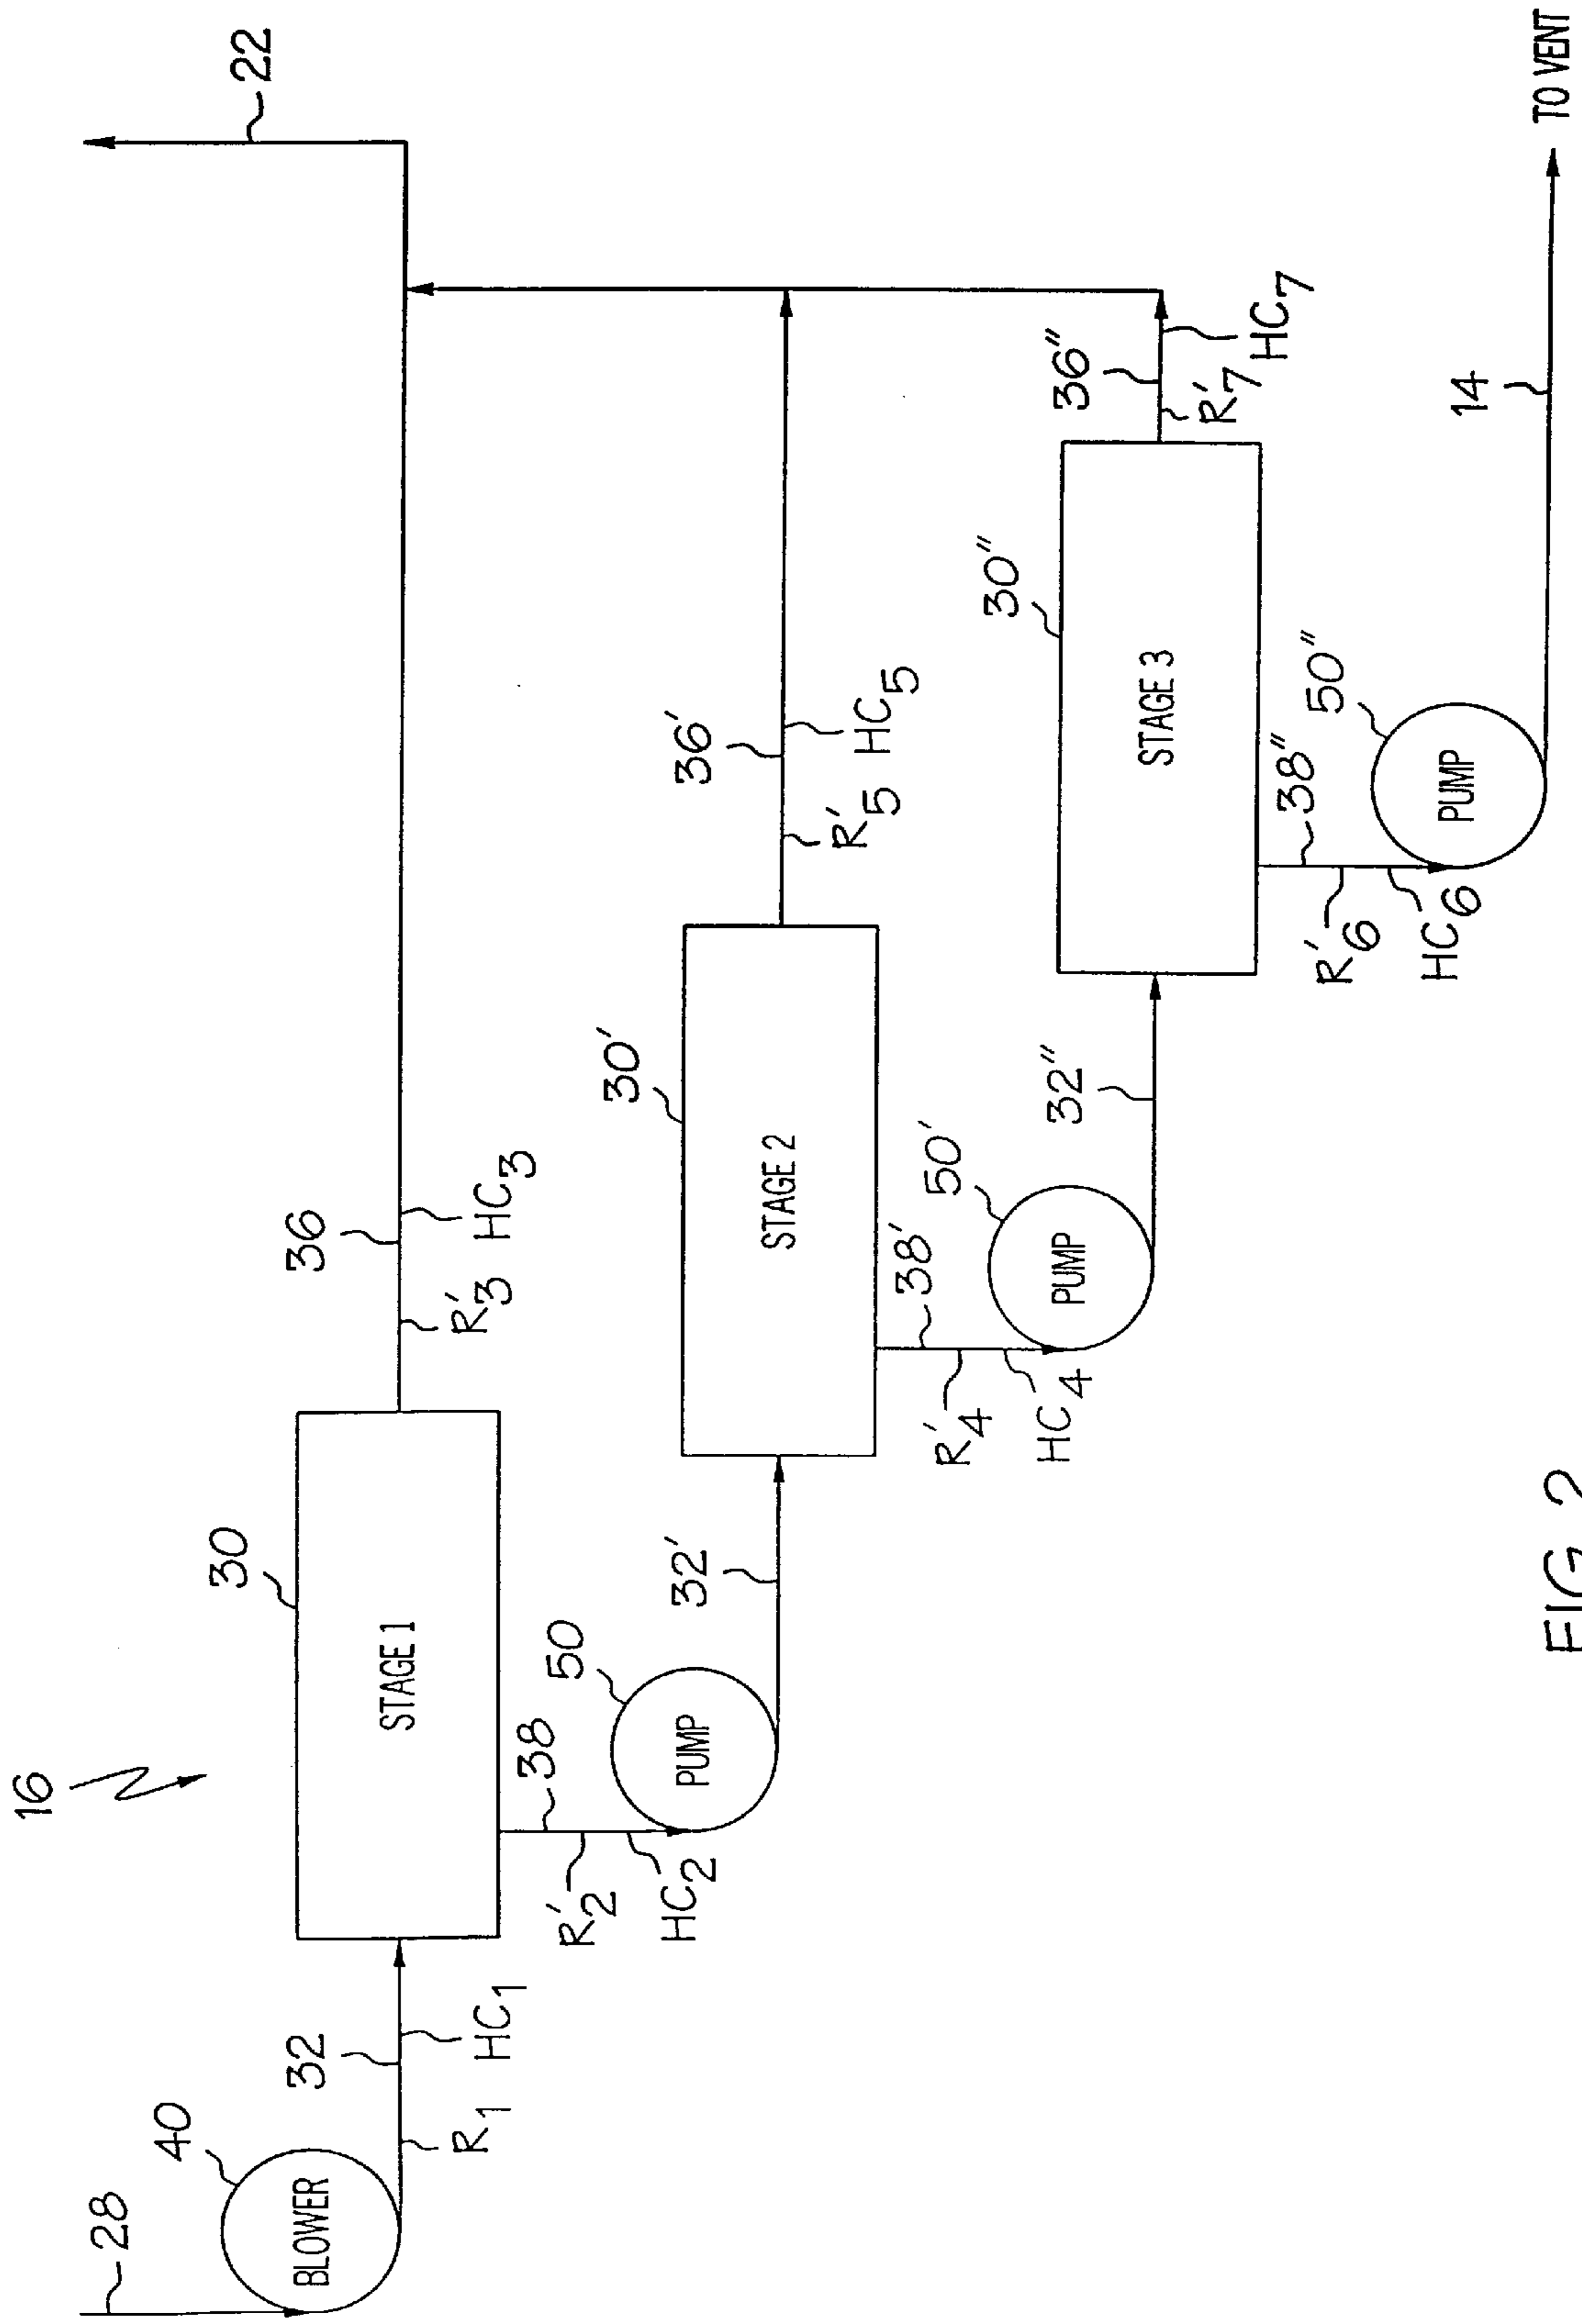 16
22
28
40
BLOWER
32
R1
HC1
30
STAGE 1
36
R'3
HC3
38
R'2
HC2
50
PUMP
32'
30'
STAGE 2
36'
R'5
HC5
38'
R'4
HC4
50'
PUMP
32"
30"
STAGE 3
36"
R'7
HC7
38"
R'6
HC6
50"
PUMP
14
TO VENT